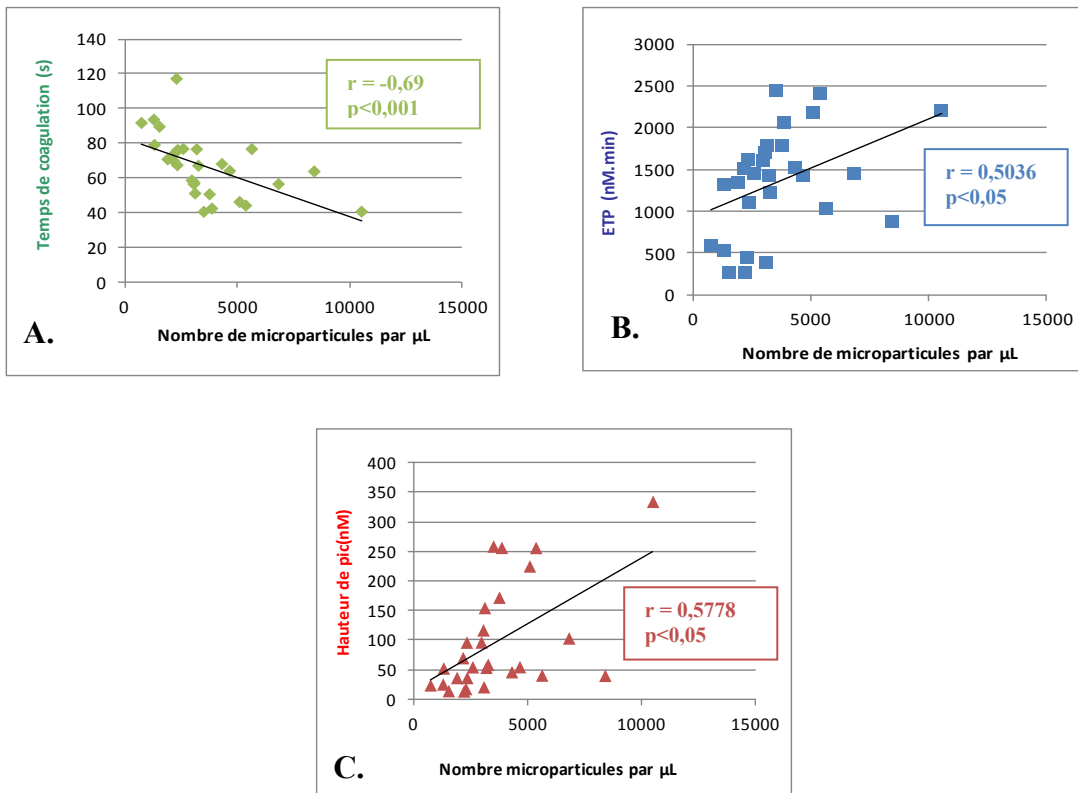 Temps de coagulation (s)
140
120
100
80
60
40
20
0
r = -0,69
p<0,001
0 5000 10000 15000
Nombre de microparticules par µL
A.
ETP (nM.min)
3000
2500
2000
1500
1000
500
0
r = 0,5036
p<0,05
0 5000 10000 15000
Nombre de microparticules par µL
B.
Hauteur de pic(nM)
400
350
300
250
200
150
100
50
0
r = 0,5778
p<0,05
0 5000 10000 15000
Nombre microparticules par µL
C.